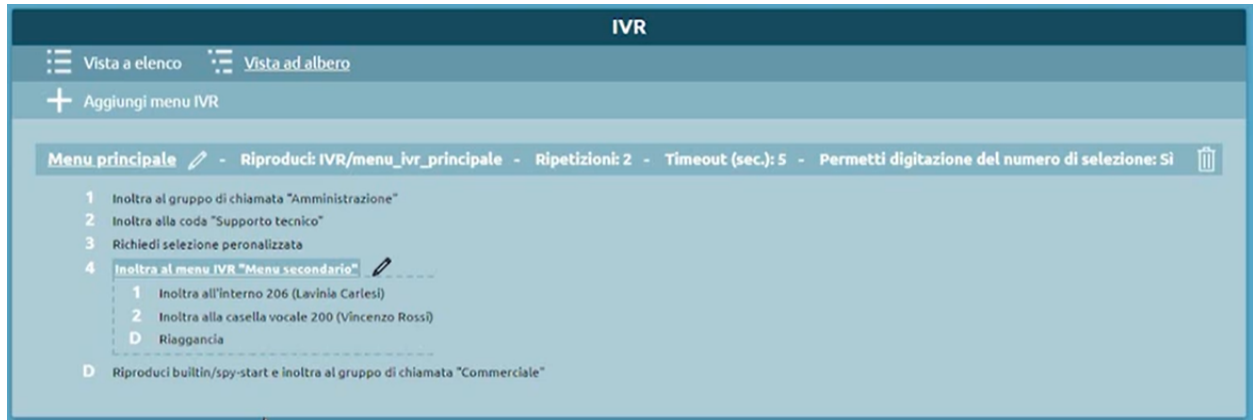 IVR
Vista a elenco Vista ad albero
Aggiungi menu IVR
Menu principale - Riproduci: IVR/menu_ivr_principale - Ripetizioni: 2 - Timeout (sec.): 5 - Permetti digitazione del numero di selezione: Sì
1 Inoltra al gruppo di chiamata "Amministrazione"
2 Inoltra alla coda "Supporto tecnico"
3 Richiedi selezione peronalizzata
4 Inoltra al menu IVR "Menu secondario"
1 Inoltra all'interno 206 (Lavinia Carlesi)
2 Inoltra alla casella vocale 200 (Vincenzo Rossi)
D Riaggancia
D Riproduci builtin/spy-start e inoltra al gruppo di chiamata "Commerciale"